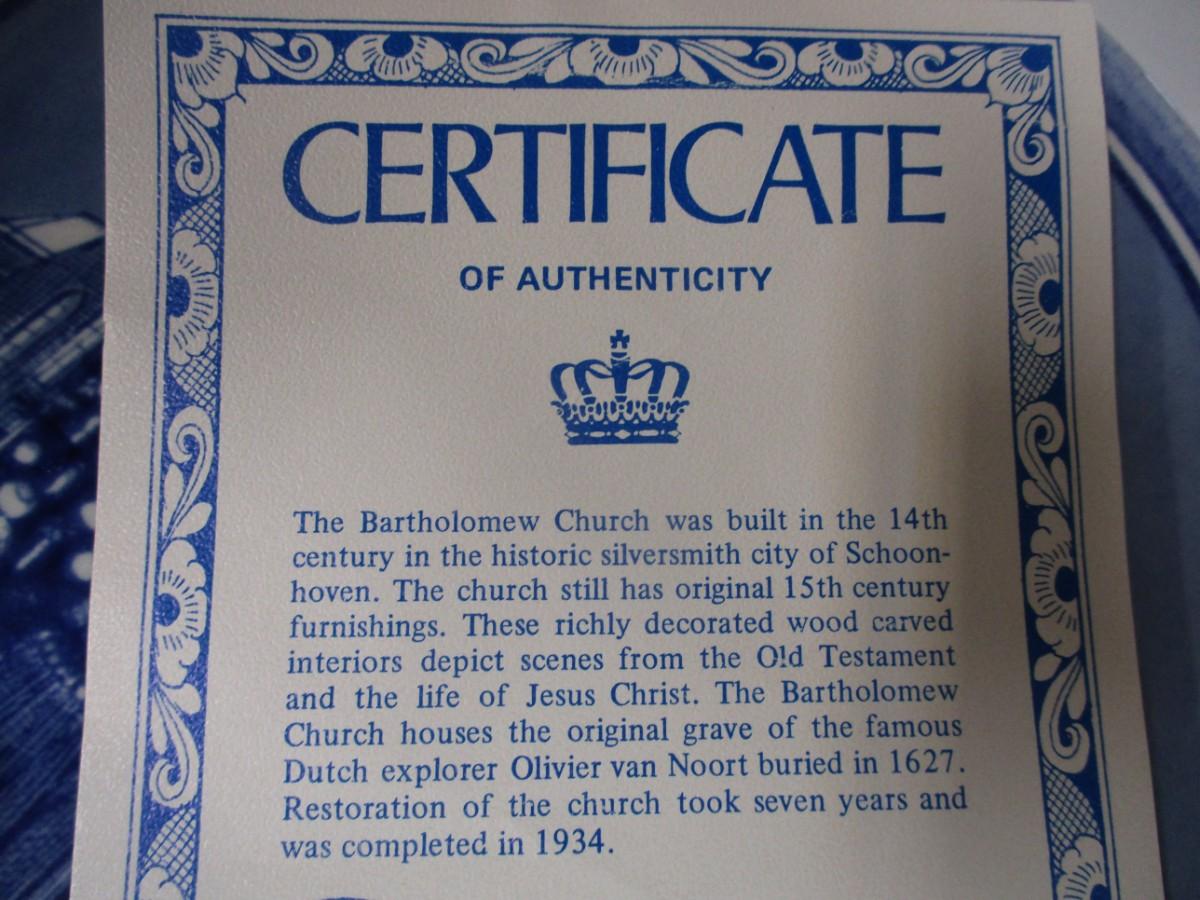 CERTIFICATE
OF AUTHENTICITY
The Bartholomew Church was built in the 14th
century in the historic silversmith city of Schoon-
hoven. The church still has original 15th century
furnishings. These richly decorated wood carved
interiors depict scenes from the Old Testament
and the life of Jesus Christ. The Bartholomew
Church houses the original grave of the famous
Dutch explorer Olivier van Noort buried in 1627.
Restoration of the church took seven years and
was completed in 1934.